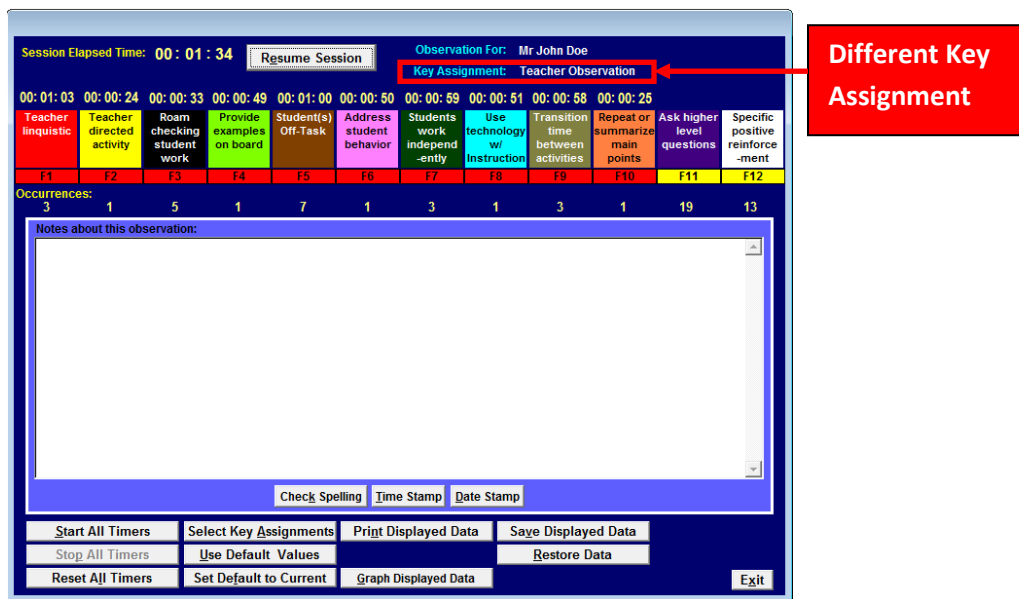 Session Elapsed Time: 00: 01 : 34 Resume Session Observation For: Mr John Doe
Key Assignment: Teacher Observation
Different Key
Assignment
00: 01: 03 00: 00: 24 00: 00: 33 00: 00: 49 00: 01: 00 00: 00: 50 00: 00: 59 00: 00: 51 00: 00: 58 00: 00: 25
Teacher
linquistic
Teacher
directed
activity
Roam
checking
student
work
Provide
examples
on board
Student(s)
Off-Task
Address
student
behavior
Students
work
independ
-ently
Use
technology
w/
Instruction
Transition
time
between
activities
Repeat or
summarize
main
points
Ask higher
level
questions
Specific
positive
reinforce
-ment
F1 F2 F3 F4 F5 F6 F7 F8 F9 F10 F11 F12
Occurrences:
3 1 5 1 7 1 3 1 3 1 19 13
Notes about this observation:
Check Spelling Time Stamp Date Stamp
Start All Timers Select Key Assignments Print Displayed Data Save Displayed Data
Stop All Timers Use Default Values Restore Data
Reset All Timers Set Default to Current Graph Displayed Data Exit